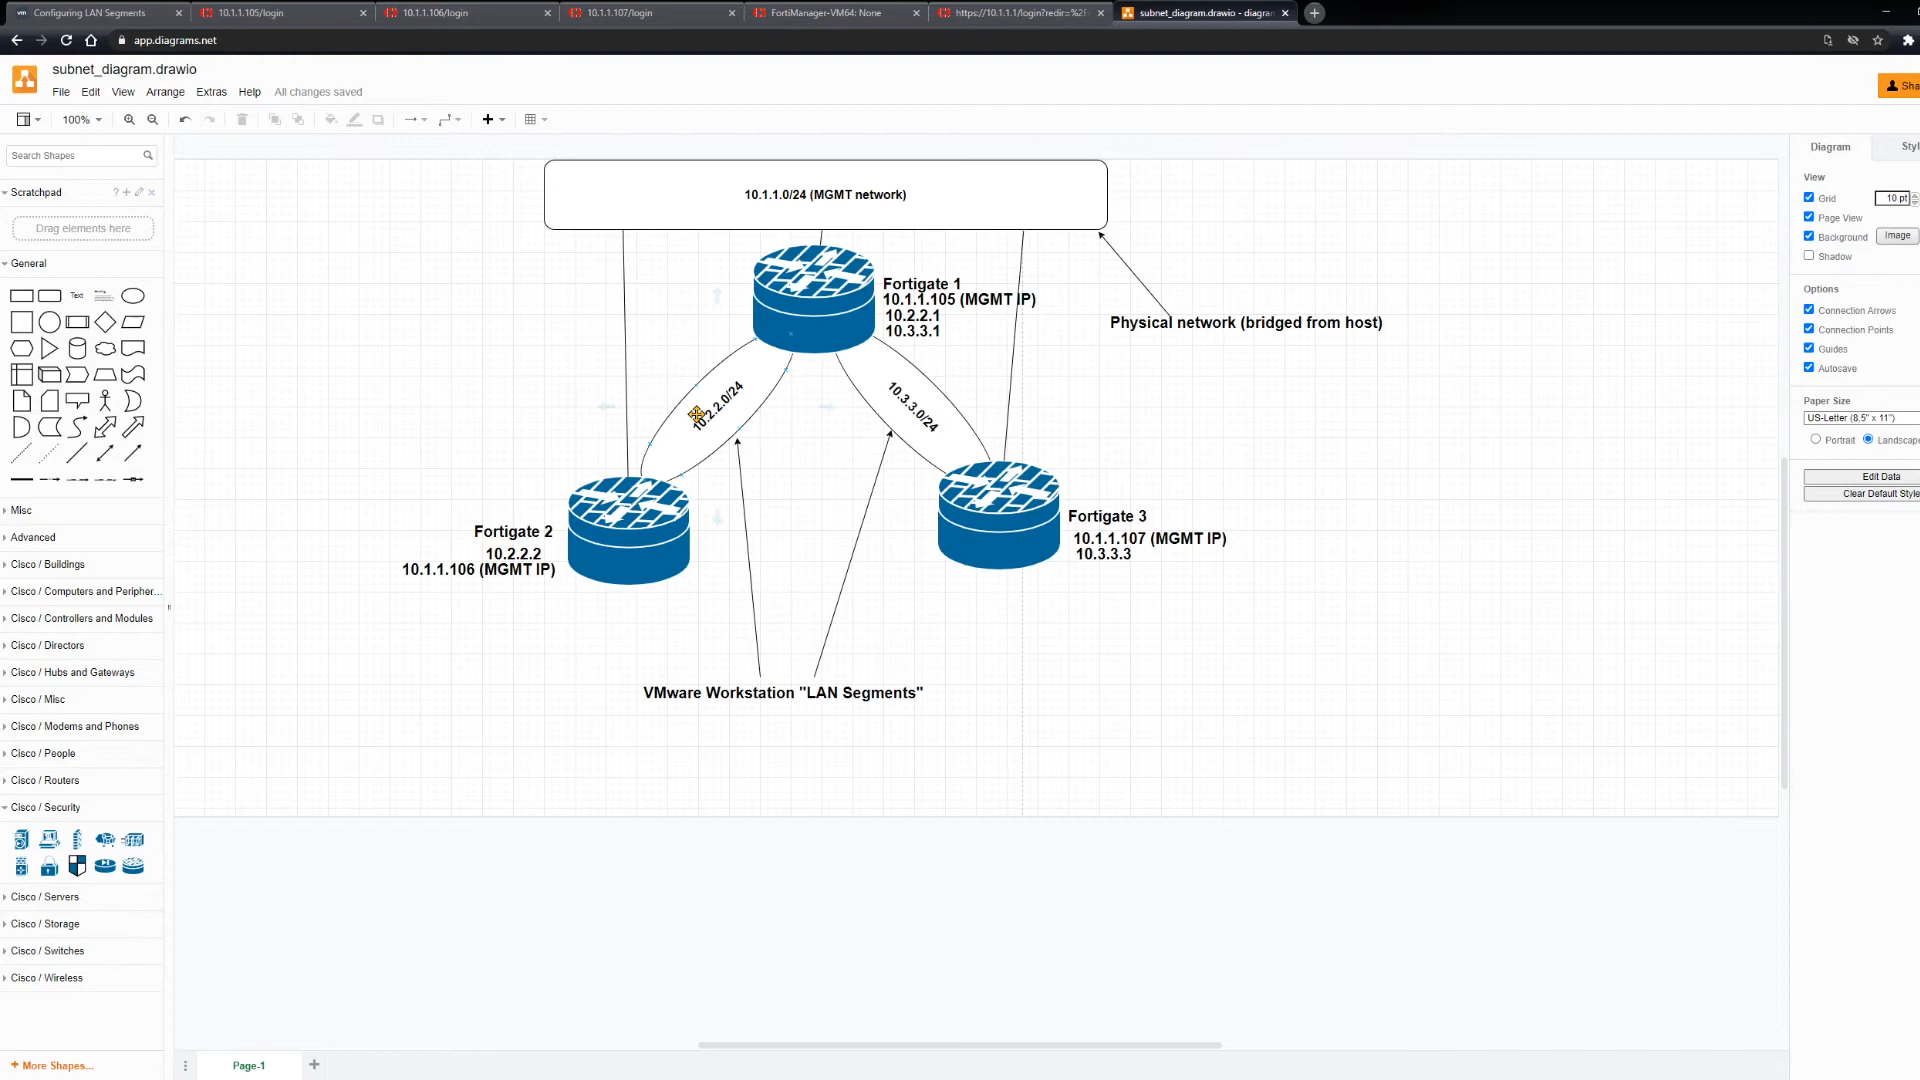 Configuring LAN Segments
10.1.1.105/login
10.1.1.106/login
10.1.1.107/login
FortiManager-VM64: None
https://10.1.1.1/login?redir=%2F
subnet_diagram.drawio - diagram
app.diagrams.net
subnet_diagram.drawio
File
Edit
View
Arrange
Extras
Help
All changes saved
Sha
100%
Search Shapes
Scratchpad
Drag elements here
General
Text
Misc
Advanced
Cisco / Buildings
Cisco / Computers and Peripher...
Cisco / Controllers and Modules
Cisco / Directors
Cisco / Hubs and Gateways
Cisco / Misc
Cisco / Modems and Phones
Cisco / People
Cisco / Routers
Cisco / Security
Cisco / Servers
Cisco / Storage
Cisco / Switches
Cisco / Wireless
+ More Shapes...
10.1.1.0/24 (MGMT network)
Fortigate 1
10.1.1.105 (MGMT IP)
10.2.2.1
10.3.3.1
Physical network (bridged from host)
10.2.2.0/24
10.3.3.0/24
Fortigate 2
10.2.2.2
10.1.1.106 (MGMT IP)
Fortigate 3
10.1.1.107 (MGMT IP)
10.3.3.3
VMware Workstation "LAN Segments"
Page-1
Diagram
Styl
View
Grid
10 pt
Page View
Background
Image
Shadow
Options
Connection Arrows
Connection Points
Guides
Autosave
Paper Size
US-Letter (8,5" x 11")
Portrait
Landscape
Edit Data
Clear Default Style